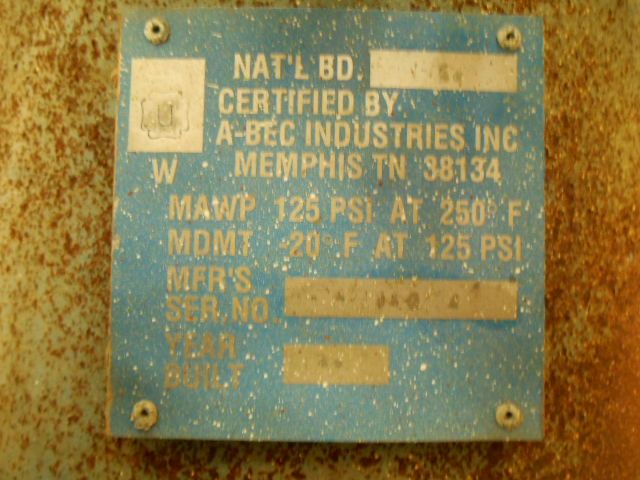 NAT'L BD.
U
CERTIFIED BY
A-BEC INDUSTRIES INC
W MEMPHIS TN 38134
MAWP 125 PSI AT 250° F
MDMT -20° F AT 125 PSI
MFR'S
SER. NO.
YEAR
BUILT